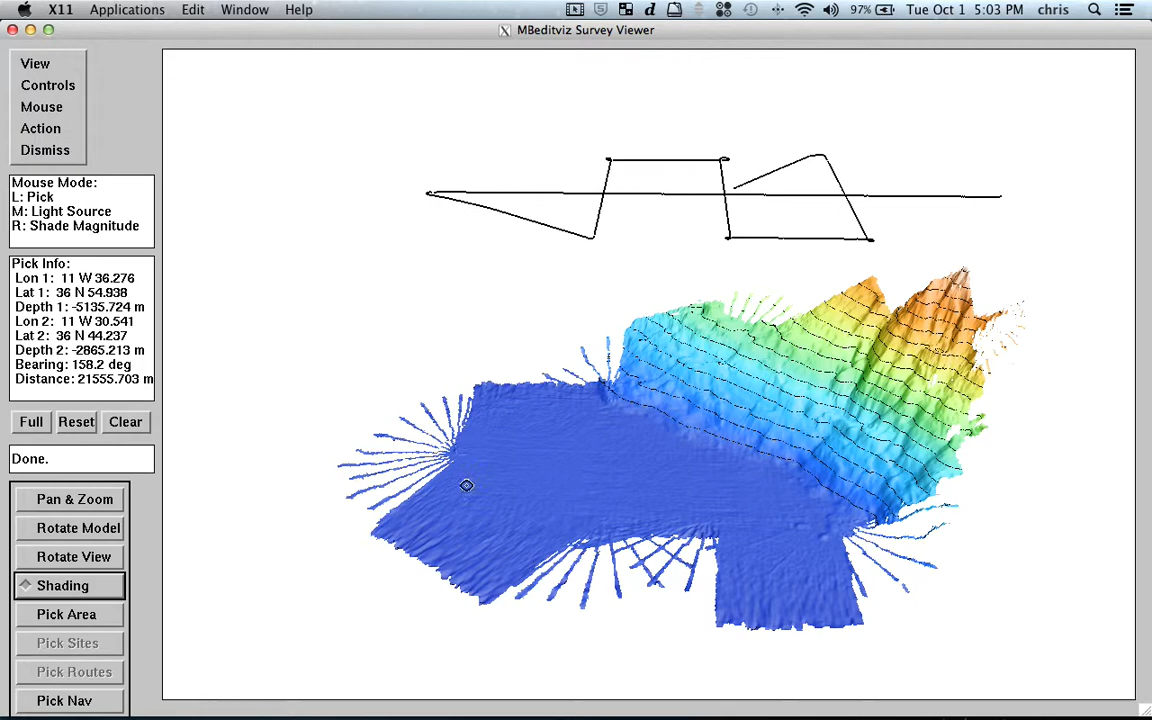 X11 Applications Edit Window Help 97% Tue Oct 1 5:03 PM chris
MBeditviz Survey Viewer
View
Controls
Mouse
Action
Dismiss
Mouse Mode:
L: Pick
M: Light Source
R: Shade Magnitude
Pick Info:
Lon 1: 11 W 36.276
Lat 1: 36 N 54.938
Depth 1: -5135.724 m
Lon 2: 11 W 30.541
Lat 2: 36 N 44.237
Depth 2: -2865.213 m
Bearing: 158.2 deg
Distance: 21555.703 m
Full Reset Clear
Done.
Pan & Zoom
Rotate Model
Rotate View
Shading
Pick Area
Pick Sites
Pick Routes
Pick Nav